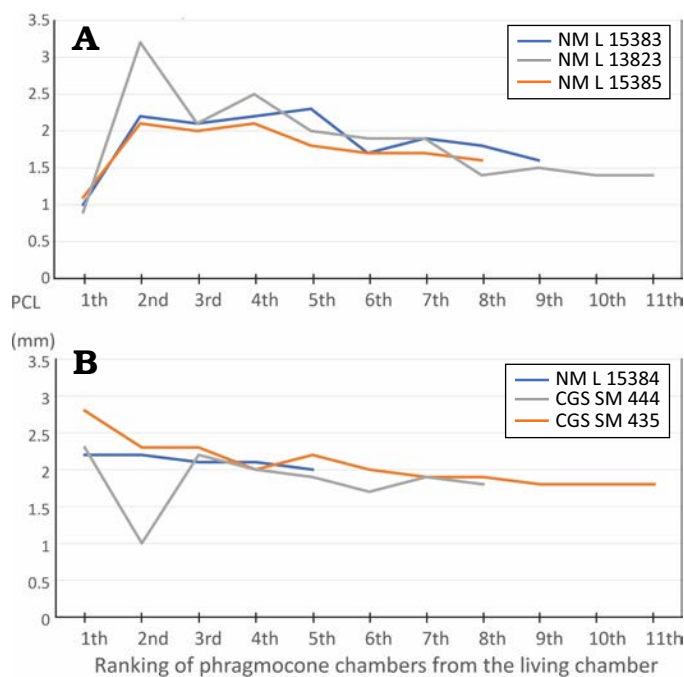 3.5
A
NM L 15383
NM L 13823
NM L 15385
3
2.5
2
1.5
1
0.5
0
PCL
1th 2nd 3rd 4th 5th 6th 7th 8th 9th 10th 11th
(mm)
3.5
B
NM L 15384
CGS SM 444
CGS SM 435
3
2.5
2
1.5
1
0.5
0
1th 2nd 3rd 4th 5th 6th 7th 8th 9th 10th 11th
Ranking of phragmocone chambers from the living chamber